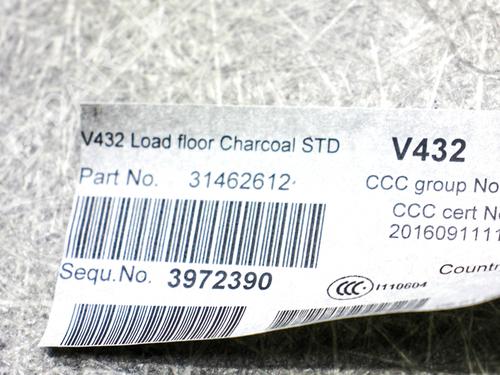 V432 Load floor Charcoal STD
V432
Part No. 31462612
CCC group No
CCC cert N
2016091111
Sequ.No. 3972390
CCC I110604
Countr